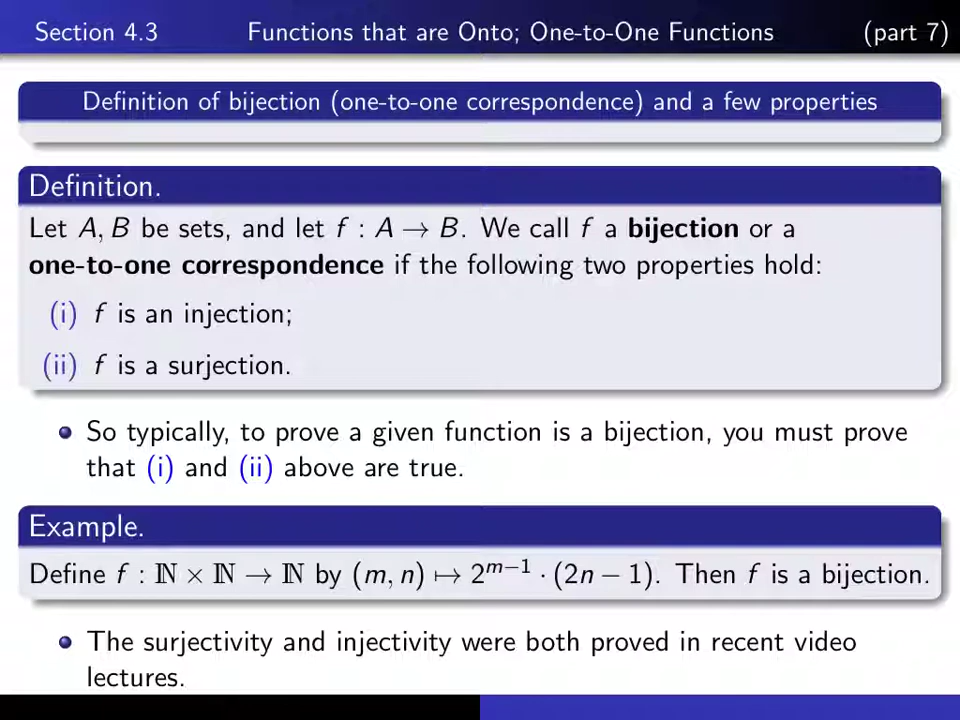 Section 4.3 Functions that are Onto; One-to-One Functions (part 7)
Definition of bijection (one-to-one correspondence) and a few properties
Definition.
Let A, B be sets, and let f : A → B. We call f a bijection or a
one-to-one correspondence if the following two properties hold:
(i) f is an injection;
(ii) f is a surjection.
So typically, to prove a given function is a bijection, you must prove
that (i) and (ii) above are true.
Example.
Define f : ℕ × ℕ → ℕ by (m, n) ↦ 2^{m−1} · (2n − 1). Then f is a bijection.
The surjectivity and injectivity were both proved in recent video
lectures.